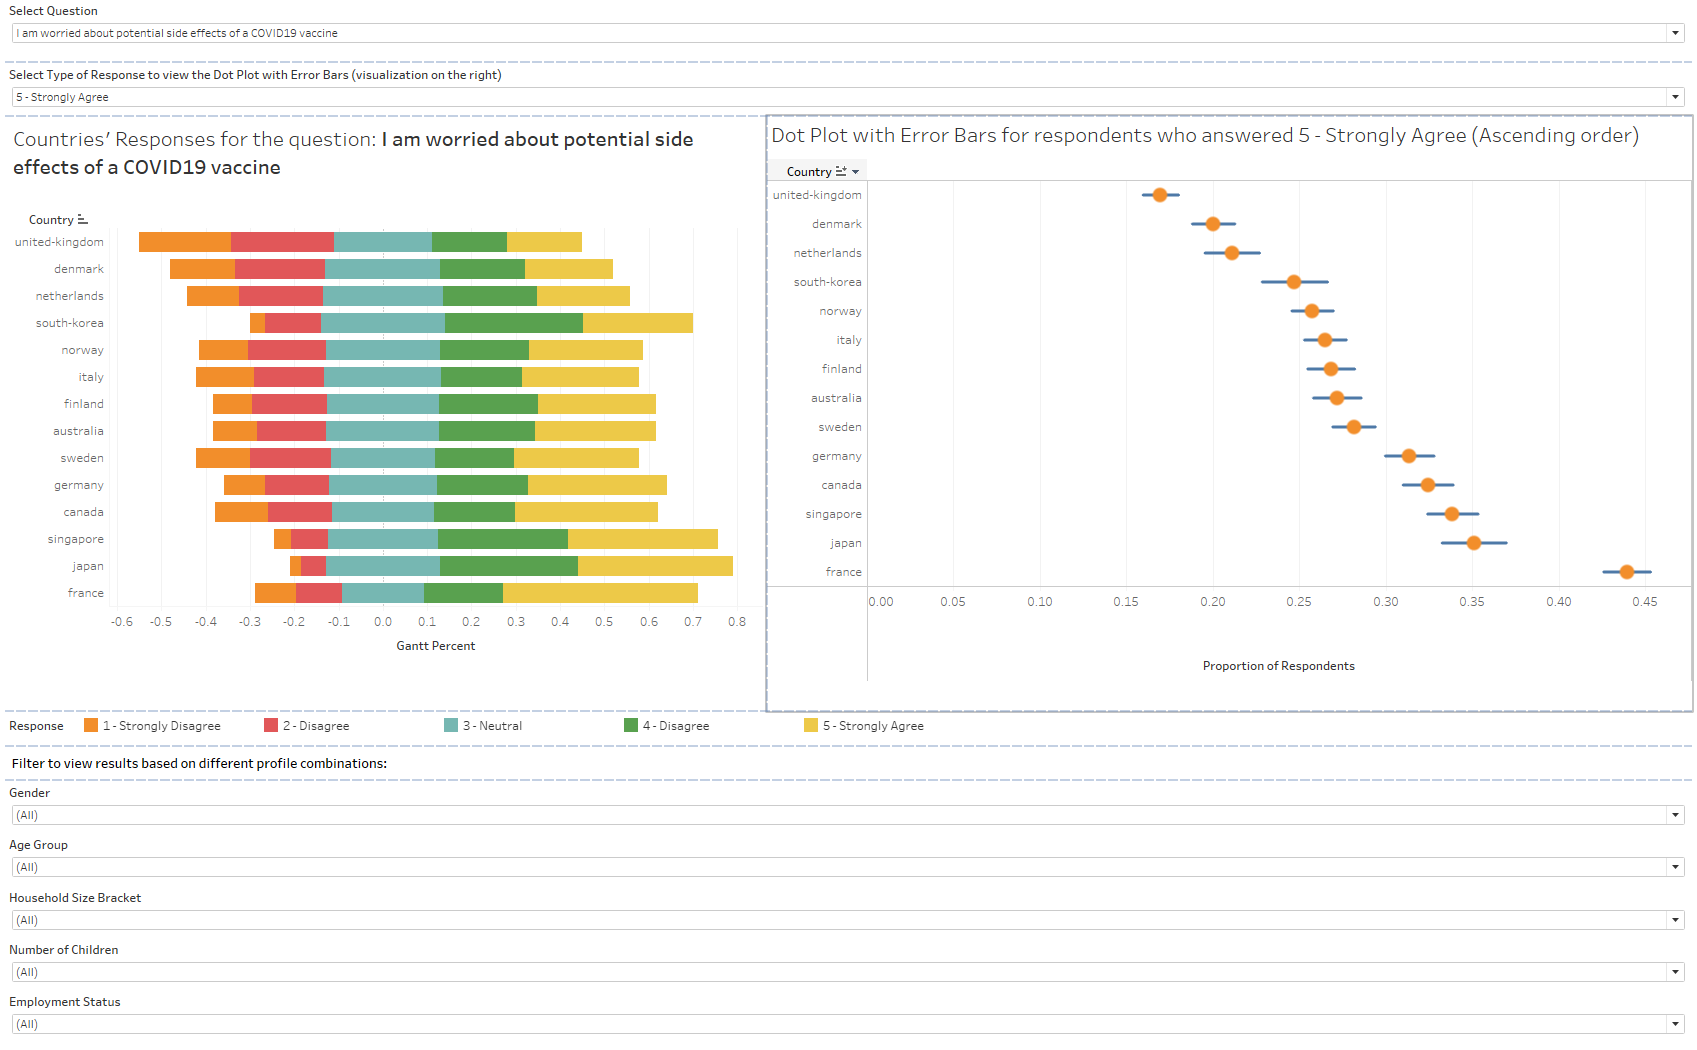 Select Question
I am worried about potential side effects of a COVID19 vaccine
Select Type of Response to view the Dot Plot with Error Bars (visualization on the right)
5 - Strongly Agree
Countries' Responses for the question: I am worried about potential side
effects of a COVID19 vaccine
Country
united-kingdom
denmark
netherlands
south-korea
norway
italy
finland
australia
sweden
germany
canada
singapore
japan
france
-0.6 -0.5 -0.4 -0.3 -0.2 -0.1 0.0 0.1 0.2 0.3 0.4 0.5 0.6 0.7 0.8
Gantt Percent
Dot Plot with Error Bars for respondents who answered 5 - Strongly Agree (Ascending order)
Country
united-kingdom
denmark
netherlands
south-korea
norway
italy
finland
australia
sweden
germany
canada
singapore
japan
france
0.00 0.05 0.10 0.15 0.20 0.25 0.30 0.35 0.40 0.45
Proportion of Respondents
Response 1 - Strongly Disagree 2 - Disagree 3 - Neutral 4 - Disagree 5 - Strongly Agree
Filter to view results based on different profile combinations:
Gender
(All)
Age Group
(All)
Household Size Bracket
(All)
Number of Children
(All)
Employment Status
(All)